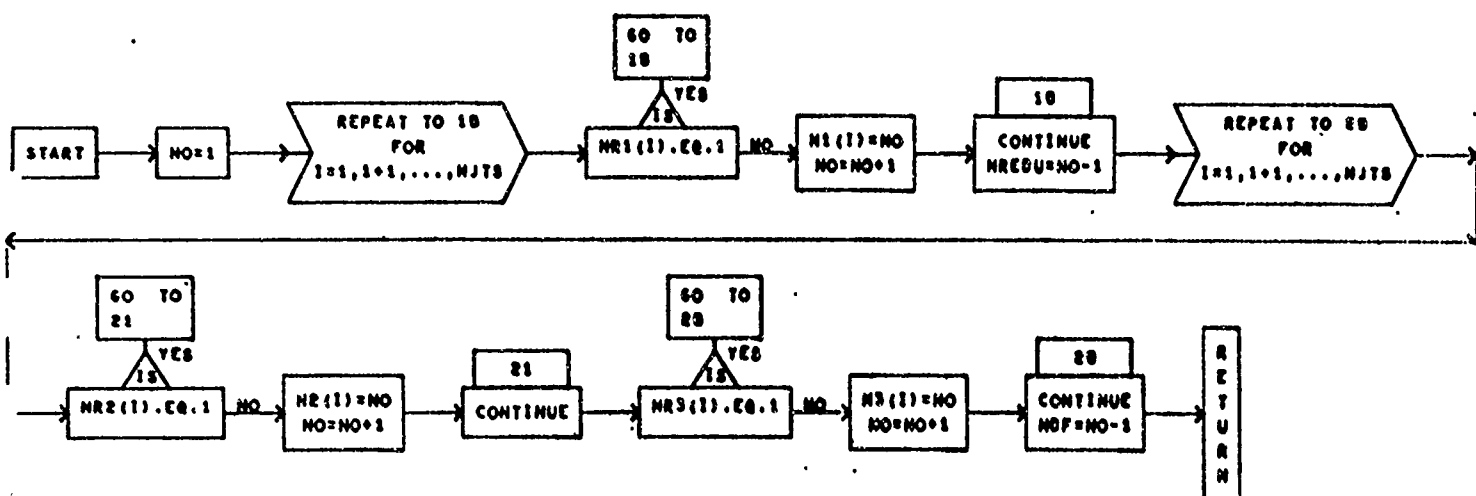 GO TO
10
YES
IS
START
NO=1
REPEAT TO 10
FOR
I=1,1+1,...,NJTS
NR1(I).EQ.1
NO
N1(I)=NO
NO=NO+1
10
CONTINUE
NREDU=NO-1
REPEAT TO 20
FOR
I=1,1+1,...,NJTS
GO TO
21
YES
IS
NR2(I).EQ.1
NO
N2(I)=NO
NO=NO+1
21
CONTINUE
GO TO
20
YES
IS
NR3(I).EQ.1
NO
N3(I)=NO
NO=NO+1
20
CONTINUE
NDF=NO-1
RETURN